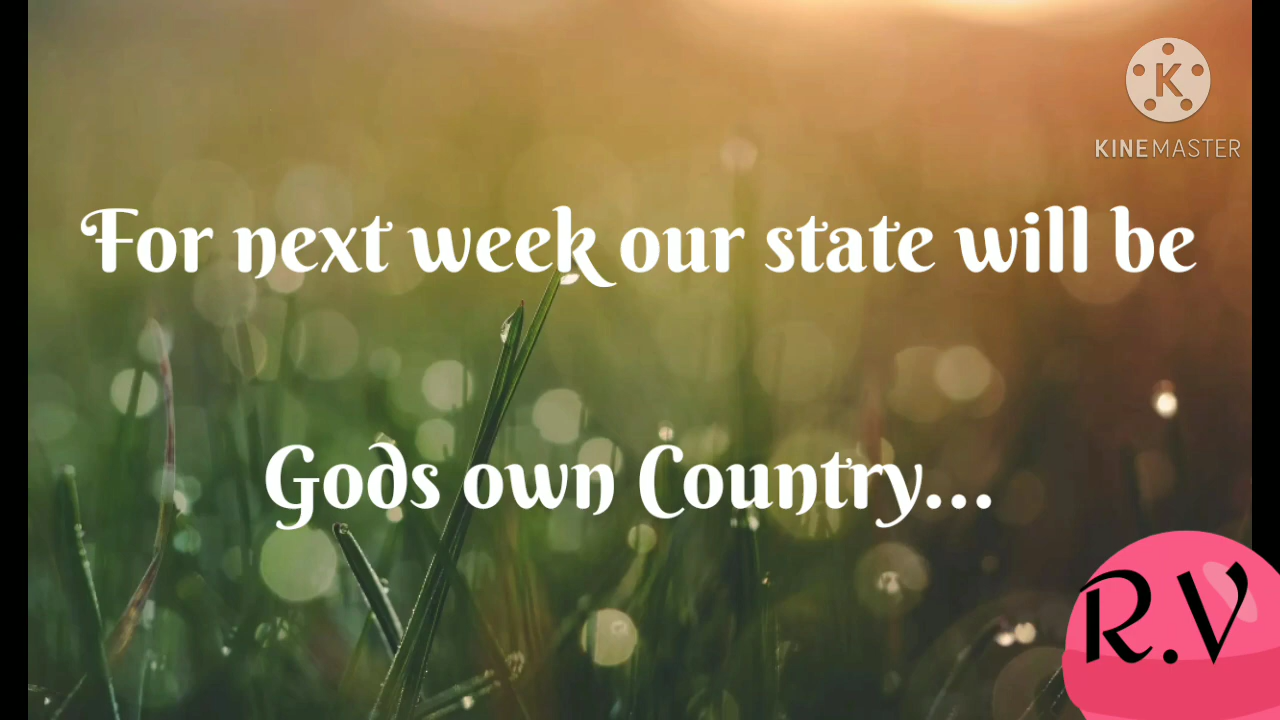 K
KINEMASTER
For next week our state will be
Gods own Country...
R.V